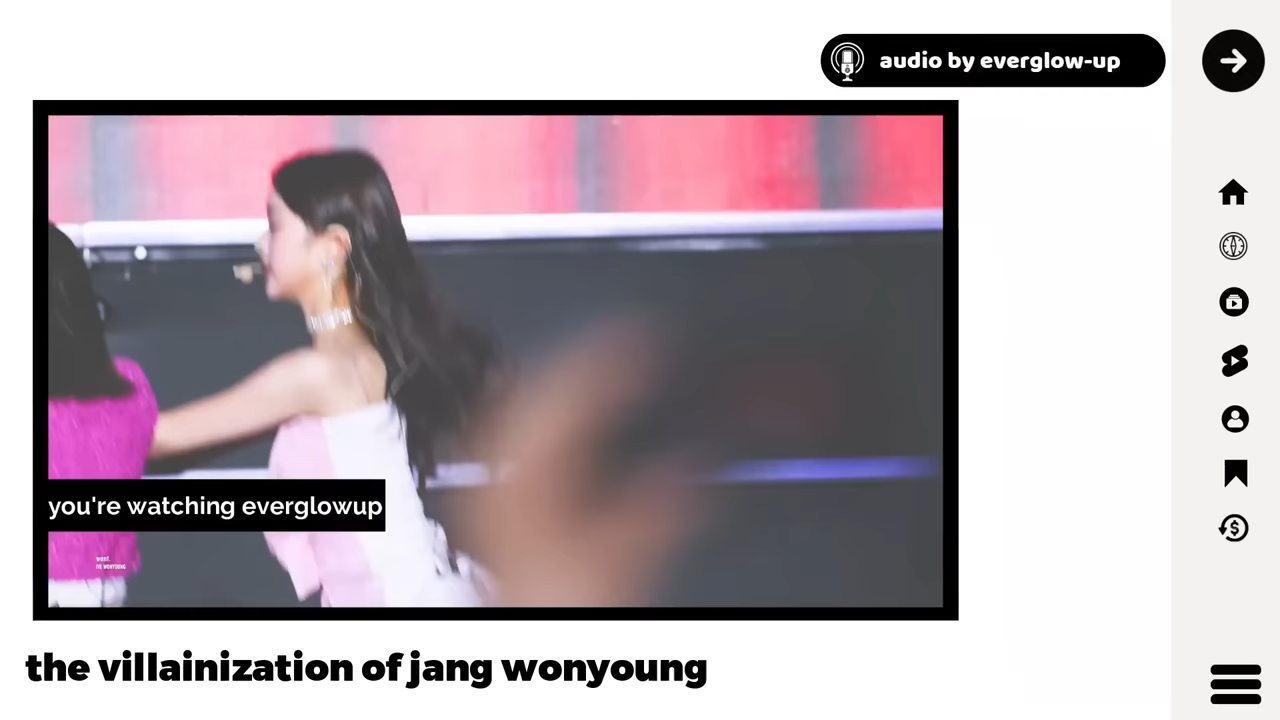 audio by everglow-up
you're watching everglowup
the villainization of jang wonyoung